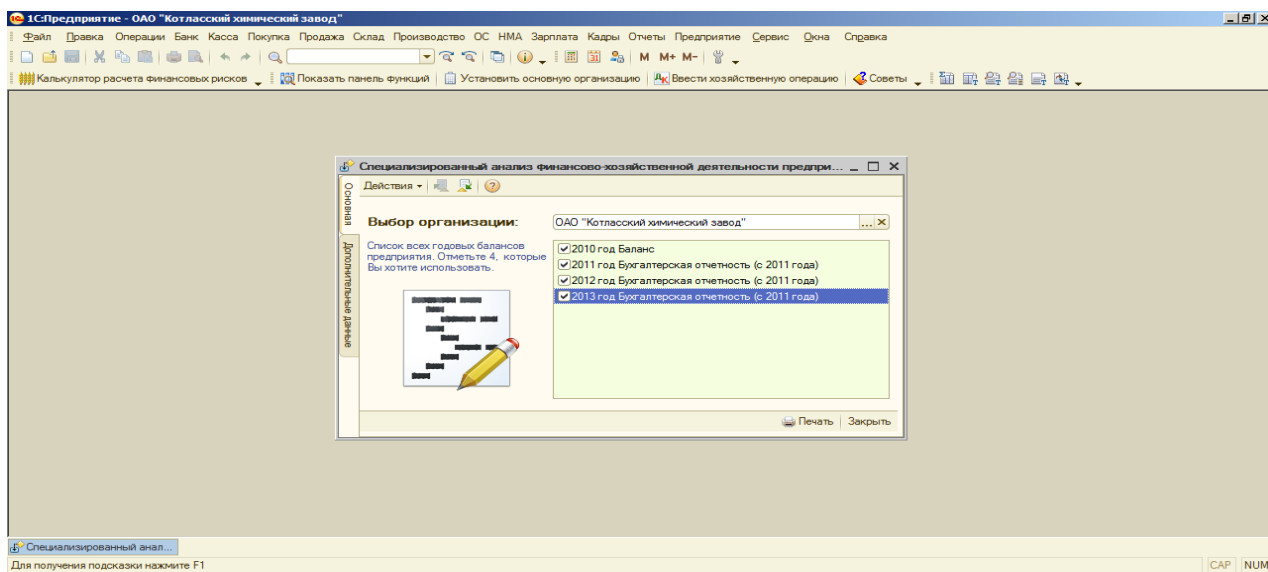 1С:Предприятие - ОАО "Котласский химический завод"
Файл Правка Операции Банк Касса Покупка Продажа Склад Производство ОС НМА Зарплата Кадры Отчеты Предприятие Сервис Окна Справка
M M+ M-
Калькулятор расчета финансовых рисков Показать панель функций Установить основную организацию Ввести хозяйственную операцию Советы
Специализированный анализ финансово-хозяйственной деятельности предпри...
Действия
Основная
Дополнительные данные
Выбор организации: ОАО "Котласский химический завод" ...
Список всех годовых балансов
предприятия. Отметьте 4, которые
Вы хотите использовать.
2010 год Баланс
2011 год Бухгалтерская отчетность (с 2011 года)
2012 год Бухгалтерская отчетность (с 2011 года)
2013 год Бухгалтерская отчетность (с 2011 года)
Печать Закрыть
Специализированный анал...
Для получения подсказки нажмите F1 CAP NUM